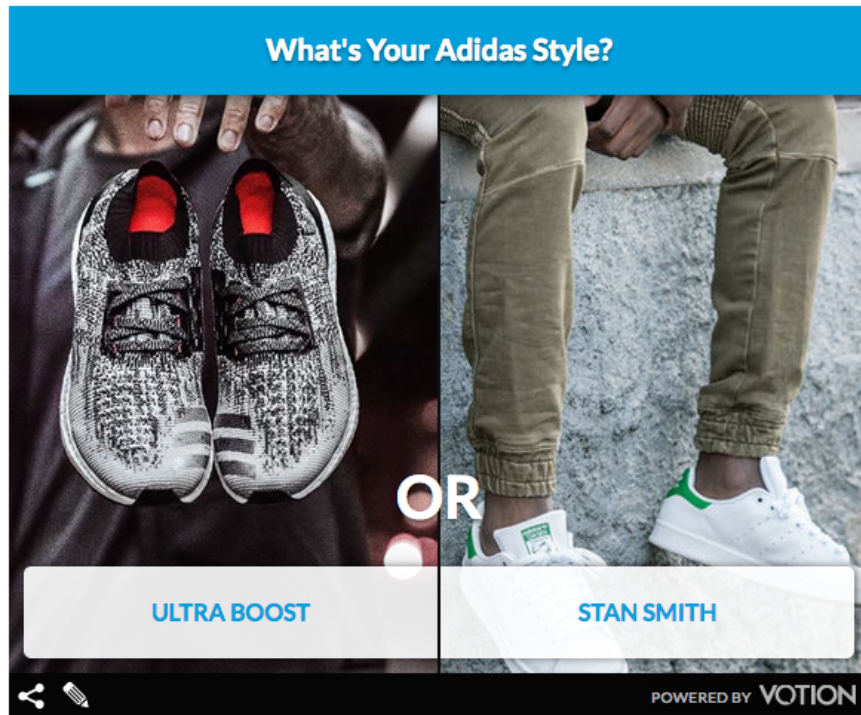 What's Your Adidas Style?
OR
ULTRA BOOST
STAN SMITH
POWERED BY VOTION